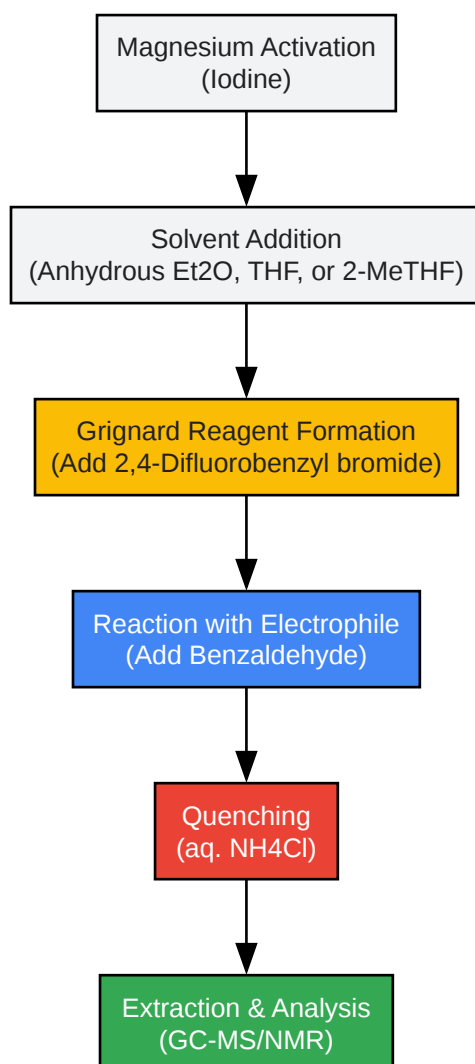 Magnesium Activation
(Iodine)
Solvent Addition
(Anhydrous Et2O, THF, or 2-MeTHF)
Grignard Reagent Formation
(Add 2,4-Difluorobenzyl bromide)
Reaction with Electrophile
(Add Benzaldehyde)
Quenching
(aq. NH4Cl)
Extraction & Analysis
(GC-MS/NMR)